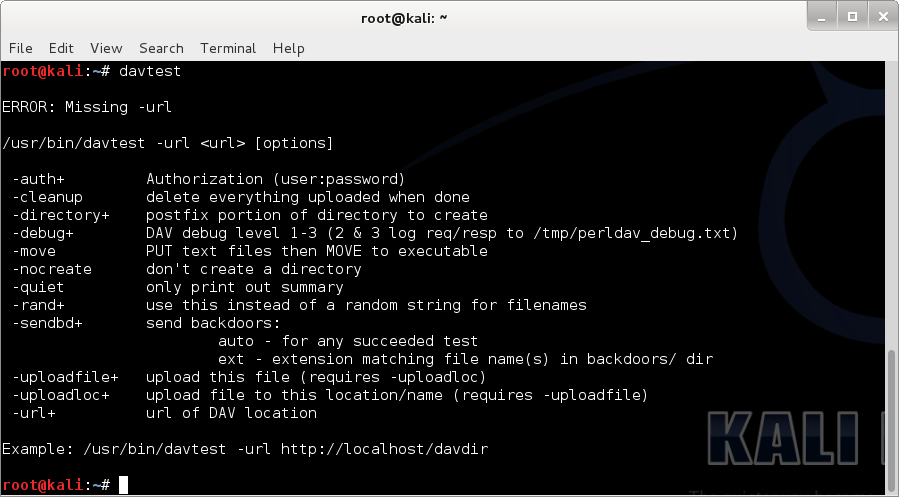 root@kali: ~
File Edit View Search Terminal Help
root@kali:~# davtest
ERROR: Missing -url
/usr/bin/davtest -url <url> [options]
-auth+ Authorization (user:password)
-cleanup delete everything uploaded when done
-directory+ postfix portion of directory to create
-debug+ DAV debug level 1-3 (2 & 3 log req/resp to /tmp/perldav_debug.txt)
-move PUT text files then MOVE to executable
-nocreate don't create a directory
-quiet only print out summary
-rand+ use this instead of a random string for filenames
-sendbd+ send backdoors:
auto - for any succeeded test
ext - extension matching file name(s) in backdoors/ dir
-uploadfile+ upload this file (requires -uploadloc)
-uploadloc+ upload file to this location/name (requires -uploadfile)
-url+ url of DAV location
Example: /usr/bin/davtest -url http://localhost/davdir
KALI
root@kali:~#